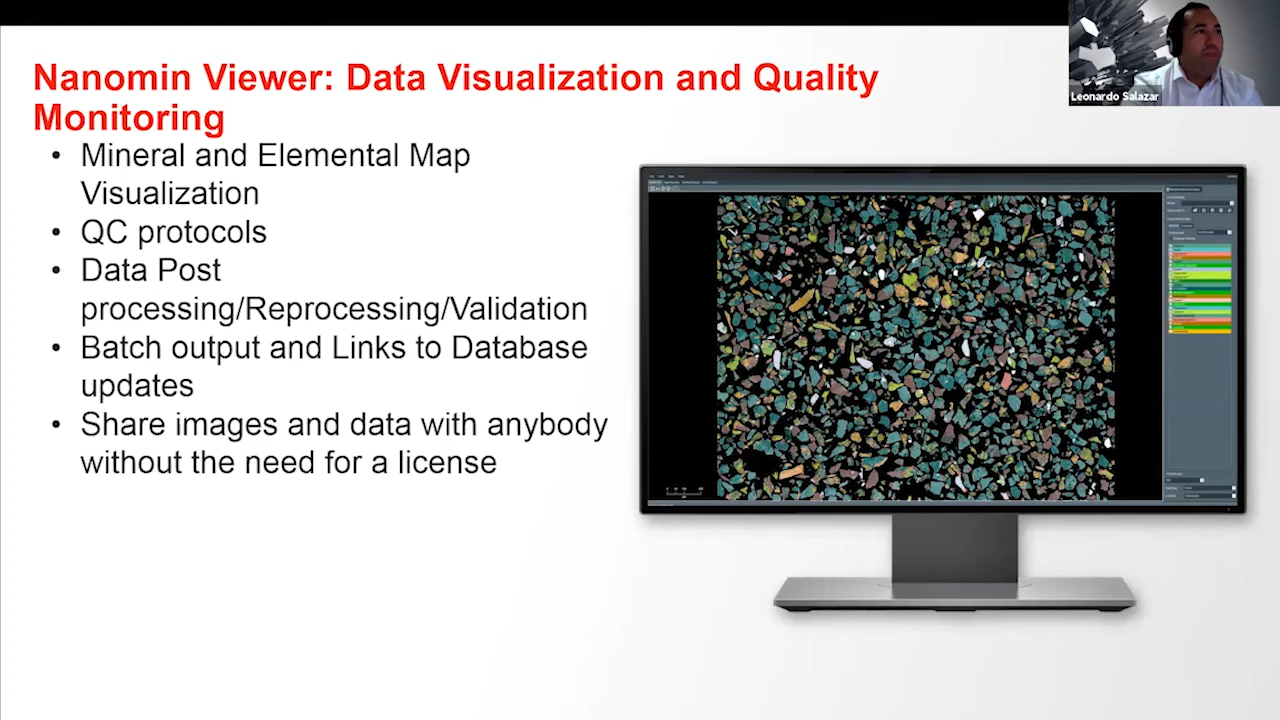 Nanomin Viewer: Data Visualization and Quality
Monitoring
• Mineral and Elemental Map
Visualization
• QC protocols
• Data Post
processing/Reprocessing/Validation
• Batch output and Links to Database
updates
• Share images and data with anybody
without the need for a license
Leonardo Salazar